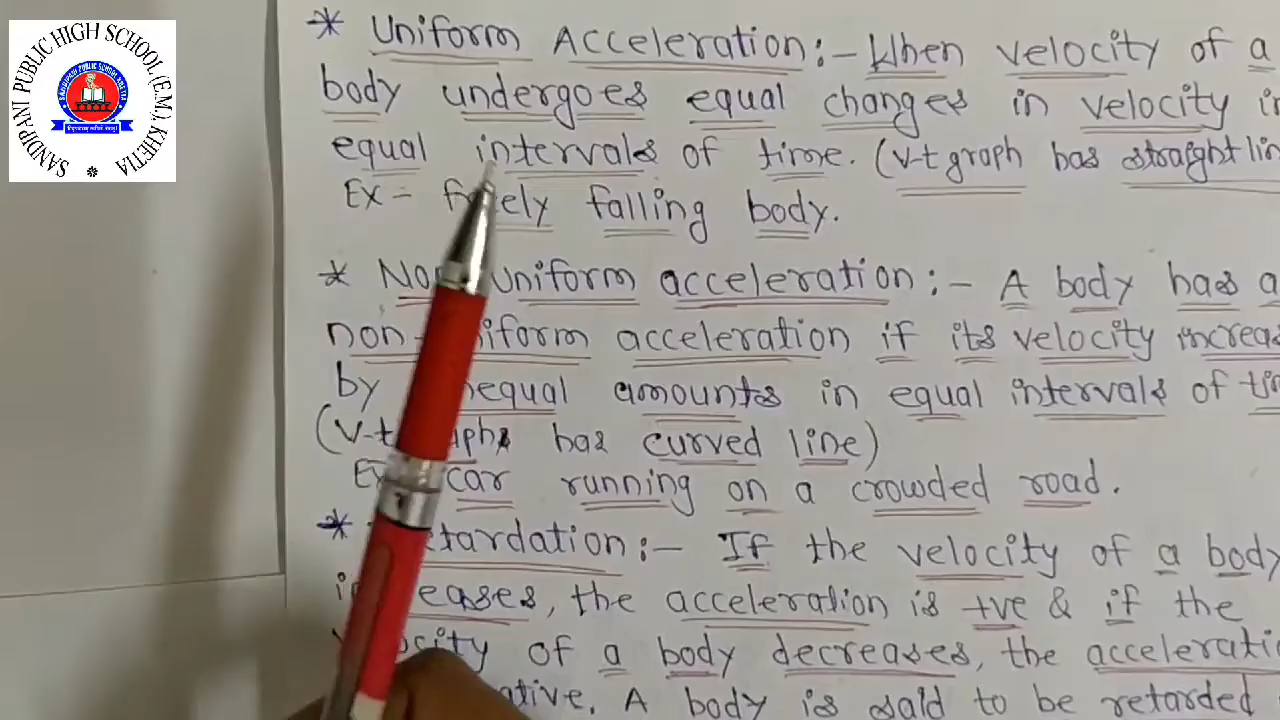 SANDIPANI PUBLIC HIGH SCHOOL (E.M.) KHETIA
* Uniform Acceleration:- When velocity of a
body undergoes equal changes in velocity in
equal intervals of time. (v-t graph has straight lin
Ex = freely falling body.
* Non uniform acceleration:- A body has a
non-uniform acceleration if its velocity increas
by unequal amounts in equal intervals of tim
(v-t graph has curved line)
Ex car running on a crowded road.
* Retardation:- If the velocity of a body
increases, the acceleration is +ve & if the
velocity of a body decreases, the accelerati
A body is said to be retarded